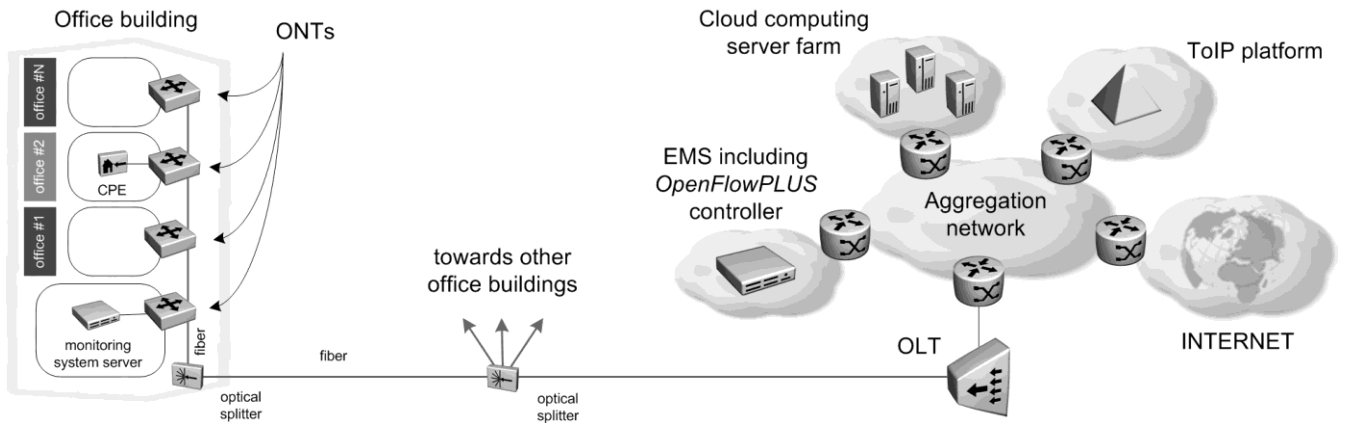 Office building
ONTs
office #N
office #2
CPE
office #1
monitoring
system server
fiber
optical
splitter
fiber
towards other
office buildings
optical
splitter
Cloud computing
server farm
ToIP platform
EMS including
OpenFlowPLUS
controller
Aggregation
network
OLT
INTERNET